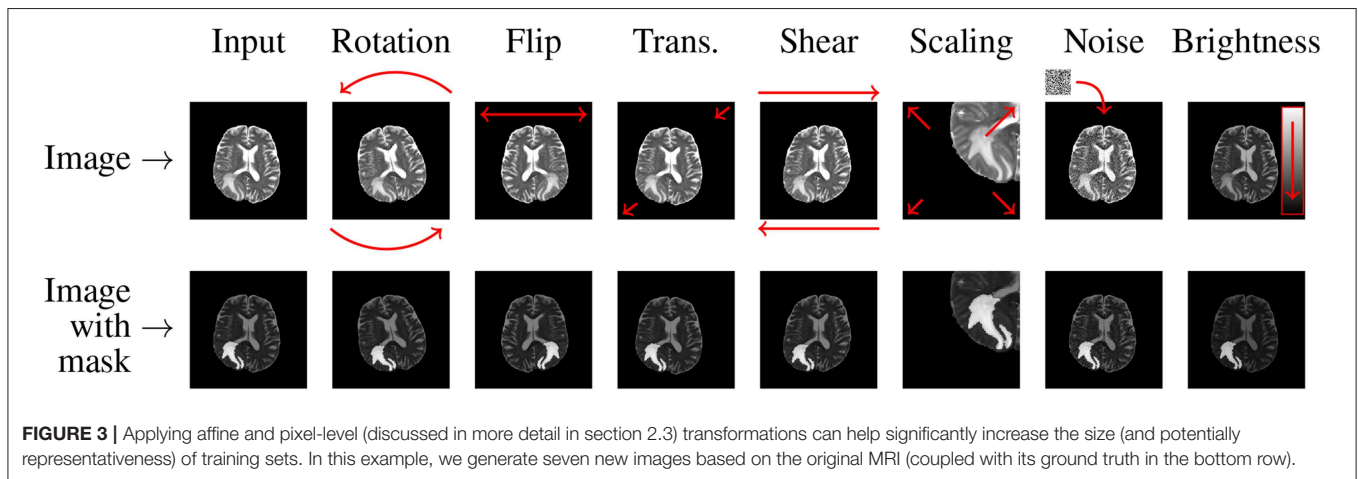 Input Rotation Flip Trans. Shear Scaling Noise Brightness
Image →
Image
with →
mask
FIGURE 3 | Applying affine and pixel-level (discussed in more detail in section 2.3) transformations can help significantly increase the size (and potentially
representativeness) of training sets. In this example, we generate seven new images based on the original MRI (coupled with its ground truth in the bottom row).